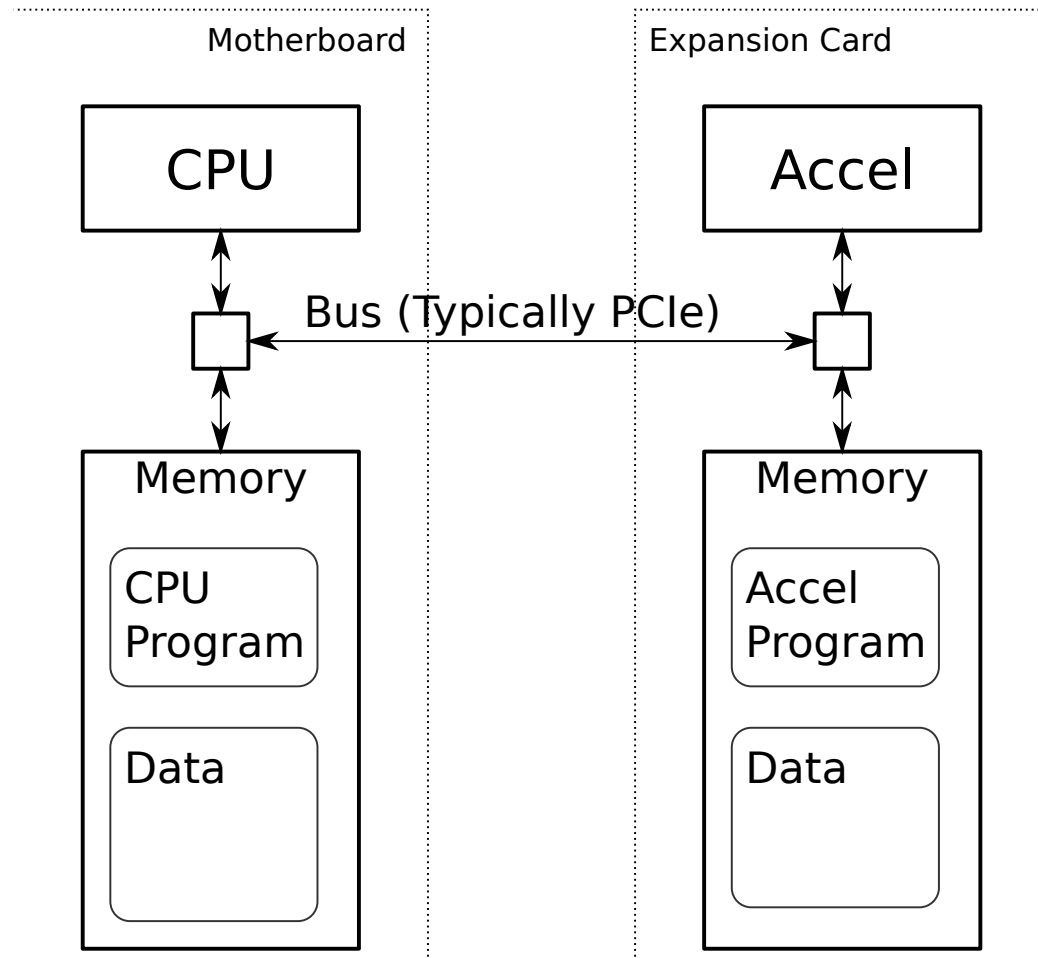 Motherboard
Expansion Card
CPU
Accel
Bus (Typically PCIe)
Memory
CPU
Program
Data
Memory
Accel
Program
Data